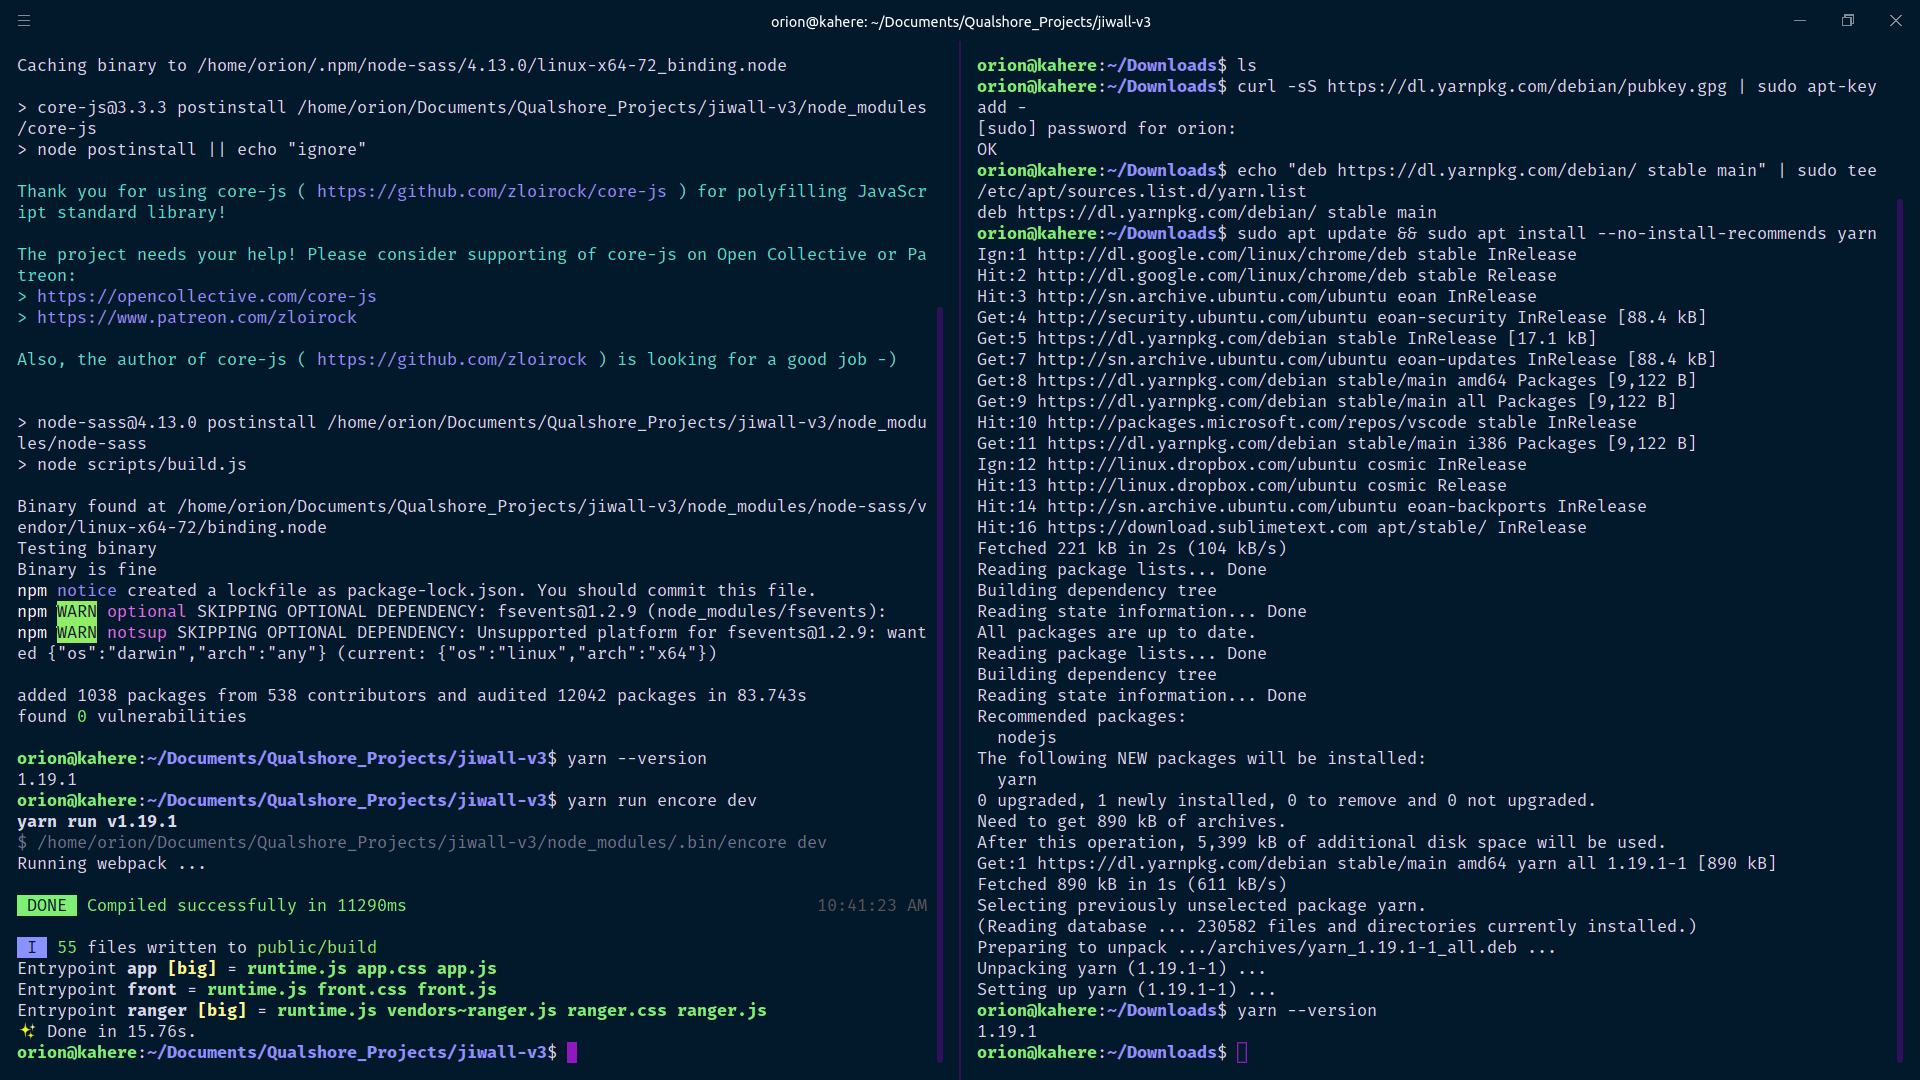 orion@kahere: ~/Documents/Qualshore_Projects/jiwall-v3
Caching binary to /home/orion/.npm/node-sass/4.13.0/linux-x64-72_binding.node
> core-js@3.3.3 postinstall /home/orion/Documents/Qualshore_Projects/jiwall-v3/node_modules
/core-js
> node postinstall || echo "ignore"
Thank you for using core-js ( https://github.com/zloirock/core-js ) for polyfilling JavaScr
ipt standard library!
The project needs your help! Please consider supporting of core-js on Open Collective or Pa
treon:
> https://opencollective.com/core-js
> https://www.patreon.com/zloirock
Also, the author of core-js ( https://github.com/zloirock ) is looking for a good job -)
> node-sass@4.13.0 postinstall /home/orion/Documents/Qualshore_Projects/jiwall-v3/node_modu
les/node-sass
> node scripts/build.js
Binary found at /home/orion/Documents/Qualshore_Projects/jiwall-v3/node_modules/node-sass/v
endor/linux-x64-72/binding.node
Testing binary
Binary is fine
npm notice created a lockfile as package-lock.json. You should commit this file.
npm WARN optional SKIPPING OPTIONAL DEPENDENCY: fsevents@1.2.9 (node_modules/fsevents):
npm WARN notsup SKIPPING OPTIONAL DEPENDENCY: Unsupported platform for fsevents@1.2.9: want
ed {"os":"darwin","arch":"any"} (current: {"os":"linux","arch":"x64"})
added 1038 packages from 538 contributors and audited 12042 packages in 83.743s
found 0 vulnerabilities
orion@kahere:~/Documents/Qualshore_Projects/jiwall-v3$ yarn --version
1.19.1
orion@kahere:~/Documents/Qualshore_Projects/jiwall-v3$ yarn run encore dev
yarn run v1.19.1
$ /home/orion/Documents/Qualshore_Projects/jiwall-v3/node_modules/.bin/encore dev
Running webpack ...
DONE Compiled successfully in 11290ms 10:41:23 AM
I 55 files written to public/build
Entrypoint app [big] = runtime.js app.css app.js
Entrypoint front = runtime.js front.css front.js
Entrypoint ranger [big] = runtime.js vendors~ranger.js ranger.css ranger.js
✨ Done in 15.76s.
orion@kahere:~/Documents/Qualshore_Projects/jiwall-v3$
orion@kahere:~/Downloads$ ls
orion@kahere:~/Downloads$ curl -sS https://dl.yarnpkg.com/debian/pubkey.gpg | sudo apt-key
add -
[sudo] password for orion:
OK
orion@kahere:~/Downloads$ echo "deb https://dl.yarnpkg.com/debian/ stable main" | sudo tee
/etc/apt/sources.list.d/yarn.list
deb https://dl.yarnpkg.com/debian/ stable main
orion@kahere:~/Downloads$ sudo apt update && sudo apt install --no-install-recommends yarn
Ign:1 http://dl.google.com/linux/chrome/deb stable InRelease
Hit:2 http://dl.google.com/linux/chrome/deb stable Release
Hit:3 http://sn.archive.ubuntu.com/ubuntu eoan InRelease
Get:4 http://security.ubuntu.com/ubuntu eoan-security InRelease [88.4 kB]
Get:5 https://dl.yarnpkg.com/debian stable InRelease [17.1 kB]
Get:7 http://sn.archive.ubuntu.com/ubuntu eoan-updates InRelease [88.4 kB]
Get:8 https://dl.yarnpkg.com/debian stable/main amd64 Packages [9,122 B]
Get:9 https://dl.yarnpkg.com/debian stable/main all Packages [9,122 B]
Hit:10 http://packages.microsoft.com/repos/vscode stable InRelease
Get:11 https://dl.yarnpkg.com/debian stable/main i386 Packages [9,122 B]
Ign:12 http://linux.dropbox.com/ubuntu cosmic InRelease
Hit:13 http://linux.dropbox.com/ubuntu cosmic Release
Hit:14 http://sn.archive.ubuntu.com/ubuntu eoan-backports InRelease
Hit:16 https://download.sublimetext.com apt/stable/ InRelease
Fetched 221 kB in 2s (104 kB/s)
Reading package lists... Done
Building dependency tree
Reading state information... Done
All packages are up to date.
Reading package lists... Done
Building dependency tree
Reading state information... Done
Recommended packages:
nodejs
The following NEW packages will be installed:
yarn
0 upgraded, 1 newly installed, 0 to remove and 0 not upgraded.
Need to get 890 kB of archives.
After this operation, 5,399 kB of additional disk space will be used.
Get:1 https://dl.yarnpkg.com/debian stable/main amd64 yarn all 1.19.1-1 [890 kB]
Fetched 890 kB in 1s (611 kB/s)
Selecting previously unselected package yarn.
(Reading database ... 230582 files and directories currently installed.)
Preparing to unpack .../archives/yarn_1.19.1-1_all.deb ...
Unpacking yarn (1.19.1-1) ...
Setting up yarn (1.19.1-1) ...
orion@kahere:~/Downloads$ yarn --version
1.19.1
orion@kahere:~/Downloads$